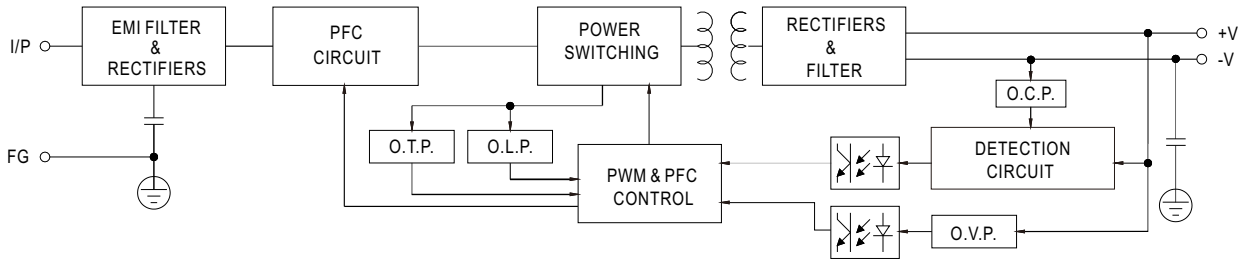 I/P
EMI FILTER
&
RECTIFIERS
PFC
CIRCUIT
POWER
SWITCHING
RECTIFIERS
&
FILTER
+V
-V
O.C.P.
FG
O.T.P.
O.L.P.
PWM & PFC
CONTROL
DETECTION
CIRCUIT
O.V.P.